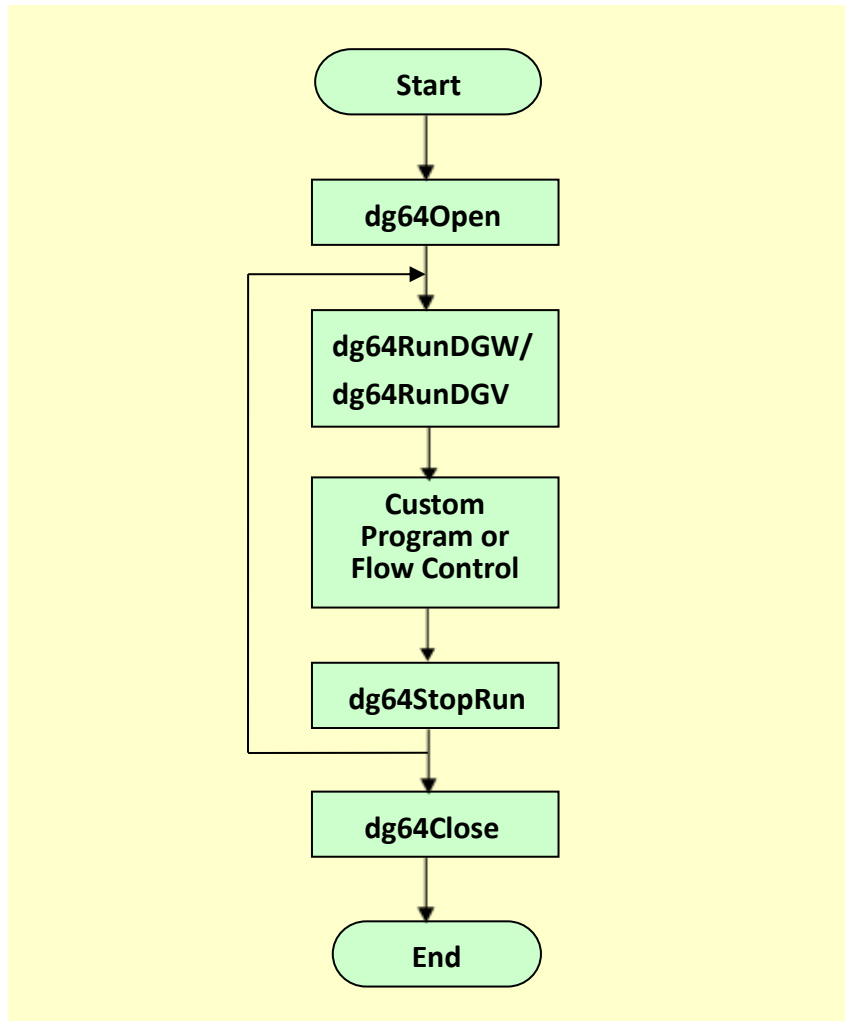 Start
dg64Open
dg64RunDGW/
dg64RunDGV
Custom
Program or
Flow Control
dg64StopRun
dg64Close
End